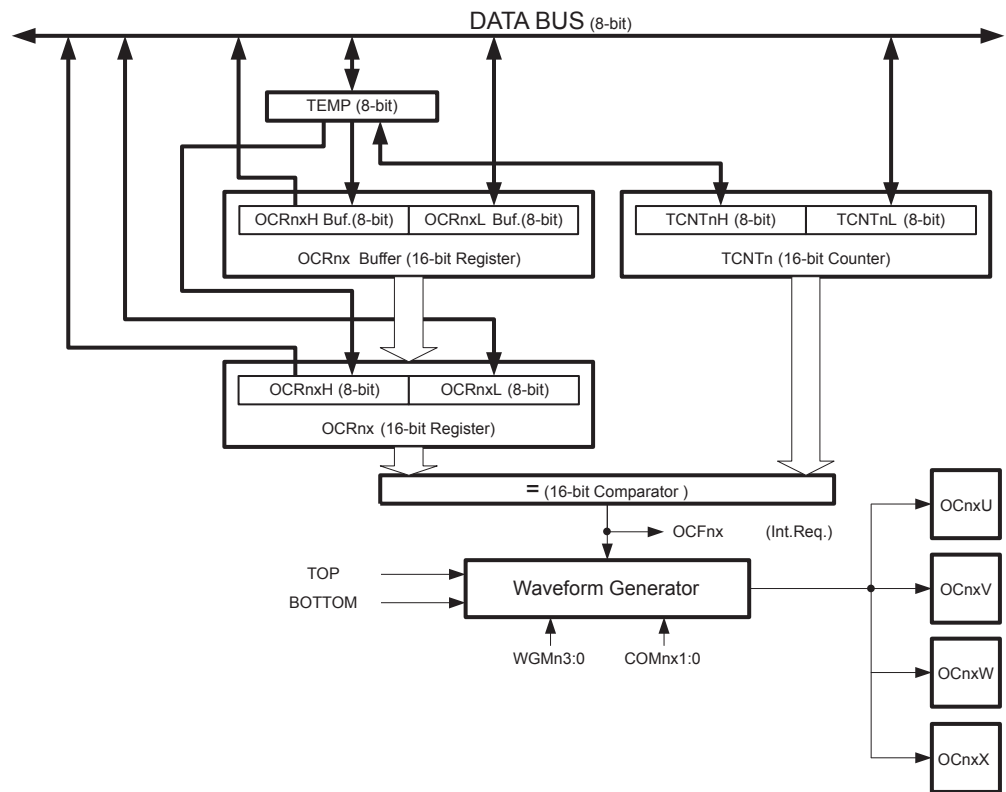 DATA BUS (8-bit)
TEMP (8-bit)
OCRnxH Buf.(8-bit)
OCRnxL Buf.(8-bit)
OCRnx Buffer (16-bit Register)
TCNTnH (8-bit)
TCNTnL (8-bit)
TCNTn (16-bit Counter)
OCRnxH (8-bit)
OCRnxL (8-bit)
OCRnx (16-bit Register)
= (16-bit Comparator )
OCFnx (Int.Req.)
TOP
BOTTOM
Waveform Generator
WGMn3:0
COMnx1:0
OCnxU
OCnxV
OCnxW
OCnxX